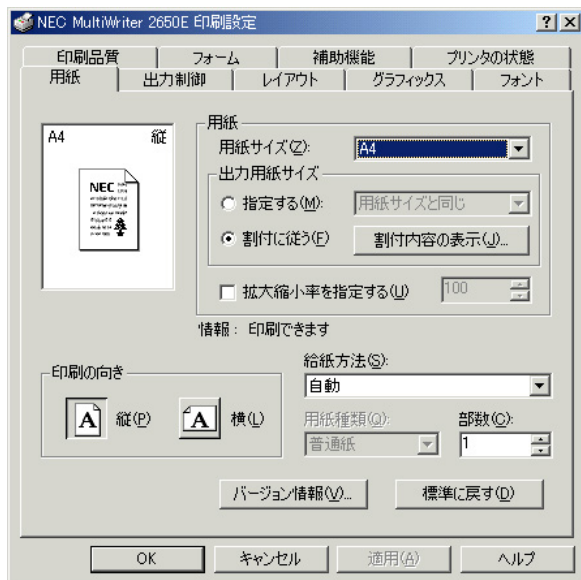 NEC MultiWriter 2650E 印刷設定
印刷品質 フォーム 補助機能 プリンタの状態
用紙 出力制御 レイアウト グラフィックス フォント
A4 縦
NEC
用紙
用紙サイズ(Z): A4
出力用紙サイズ
指定する(M): 用紙サイズと同じ
割付に従う(F) 割付内容の表示(J)...
拡大縮小率を指定する(U) 100
情報： 印刷できます
印刷の向き
縦(P) 横(L)
給紙方法(S):
自動
用紙種類(Q): 部数(C):
普通紙 1
バージョン情報(V)... 標準に戻す(D)
OK キャンセル 適用(A) ヘルプ